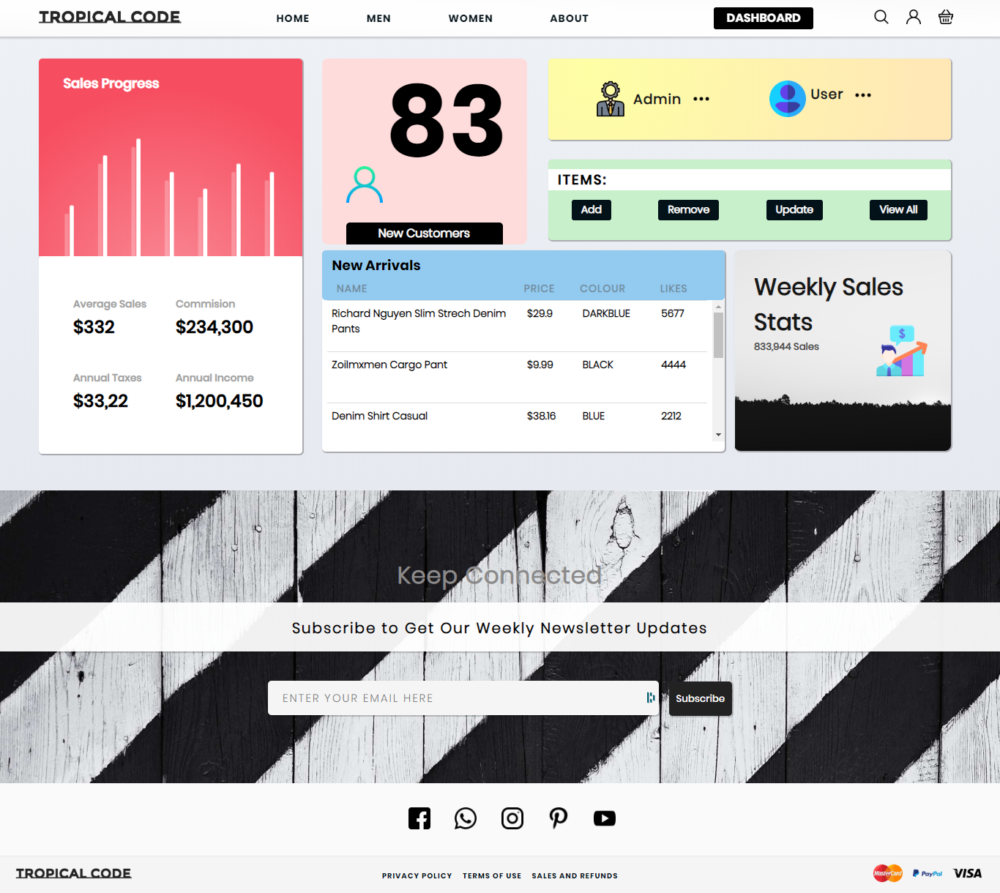 TROPICAL CODE
HOME MEN WOMEN ABOUT
DASHBOARD
Sales Progress
Average Sales Commision
$332 $234,300
Annual Taxes Annual Income
$33,22 $1,200,450
83
New Customers
Admin User
ITEMS:
Add Remove Update View All
New Arrivals
NAME PRICE COLOUR LIKES
Richard Nguyen Slim Strech Denim $29.9 DARKBLUE 5677
Pants
Zoilmxmen Cargo Pant $9.99 BLACK 4444
Denim Shirt Casual $38.16 BLUE 2212
Weekly Sales
Stats
833,944 Sales
$
Keep Connected
Subscribe to Get Our Weekly Newsletter Updates
ENTER YOUR EMAIL HERE
Subscribe
TROPICAL CODE
PRIVACY POLICY TERMS OF USE SALES AND REFUNDS
MasterCard PayPal VISA